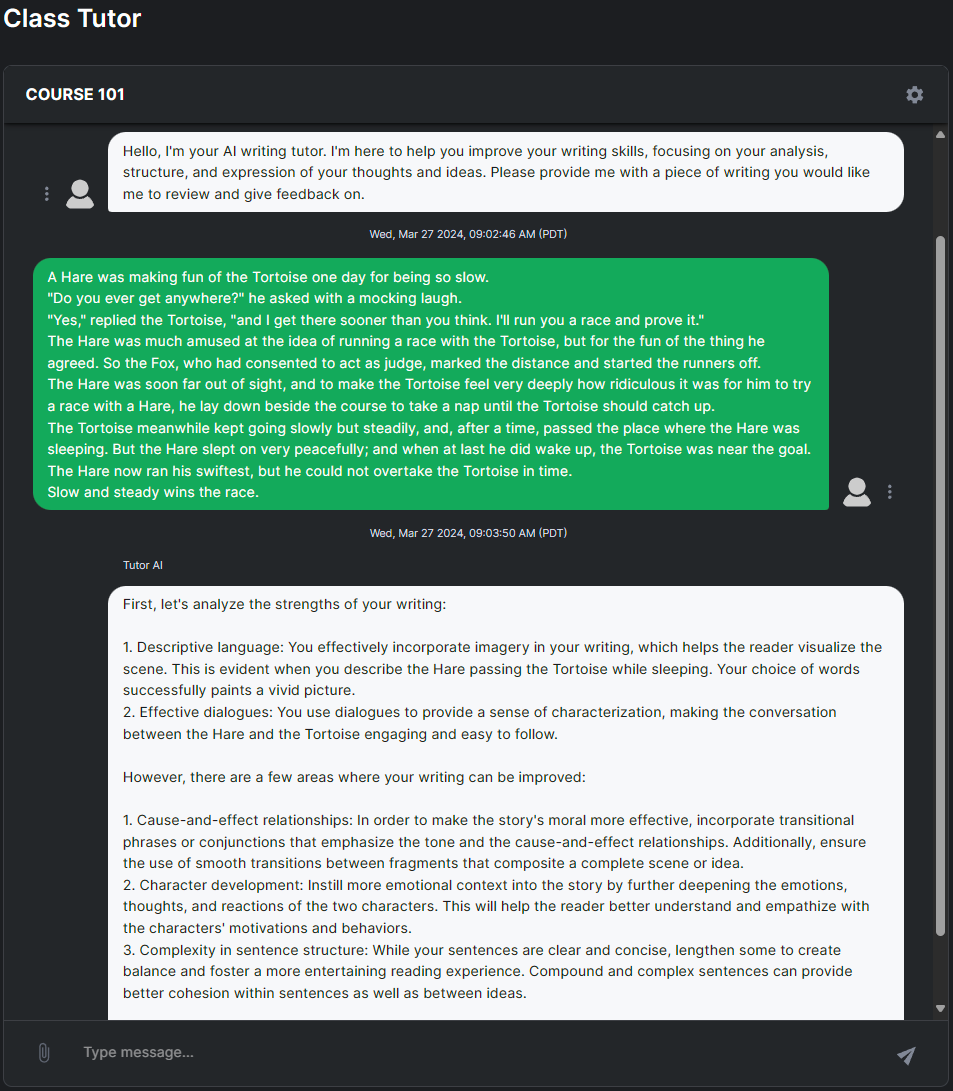 Class Tutor
COURSE 101
Hello, I'm your AI writing tutor. I'm here to help you improve your writing skills, focusing on your analysis,
structure, and expression of your thoughts and ideas. Please provide me with a piece of writing you would like
me to review and give feedback on.
Wed, Mar 27 2024, 09:02:46 AM (PDT)
A Hare was making fun of the Tortoise one day for being so slow.
"Do you ever get anywhere?" he asked with a mocking laugh.
"Yes," replied the Tortoise, "and I get there sooner than you think. I'll run you a race and prove it."
The Hare was much amused at the idea of running a race with the Tortoise, but for the fun of the thing he
agreed. So the Fox, who had consented to act as judge, marked the distance and started the runners off.
The Hare was soon far out of sight, and to make the Tortoise feel very deeply how ridiculous it was for him to try
a race with a Hare, he lay down beside the course to take a nap until the Tortoise should catch up.
The Tortoise meanwhile kept going slowly but steadily, and, after a time, passed the place where the Hare was
sleeping. But the Hare slept on very peacefully; and when at last he did wake up, the Tortoise was near the goal.
The Hare now ran his swiftest, but he could not overtake the Tortoise in time.
Slow and steady wins the race.
Wed, Mar 27 2024, 09:03:50 AM (PDT)
Tutor AI
First, let's analyze the strengths of your writing:
1. Descriptive language: You effectively incorporate imagery in your writing, which helps the reader visualize the
scene. This is evident when you describe the Hare passing the Tortoise while sleeping. Your choice of words
successfully paints a vivid picture.
2. Effective dialogues: You use dialogues to provide a sense of characterization, making the conversation
between the Hare and the Tortoise engaging and easy to follow.
However, there are a few areas where your writing can be improved:
1. Cause-and-effect relationships: In order to make the story's moral more effective, incorporate transitional
phrases or conjunctions that emphasize the tone and the cause-and-effect relationships. Additionally, ensure
the use of smooth transitions between fragments that composite a complete scene or idea.
2. Character development: Instill more emotional context into the story by further deepening the emotions,
thoughts, and reactions of the two characters. This will help the reader better understand and empathize with
the characters' motivations and behaviors.
3. Complexity in sentence structure: While your sentences are clear and concise, lengthen some to create
balance and foster a more entertaining reading experience. Compound and complex sentences can provide
better cohesion within sentences as well as between ideas.
Type message...